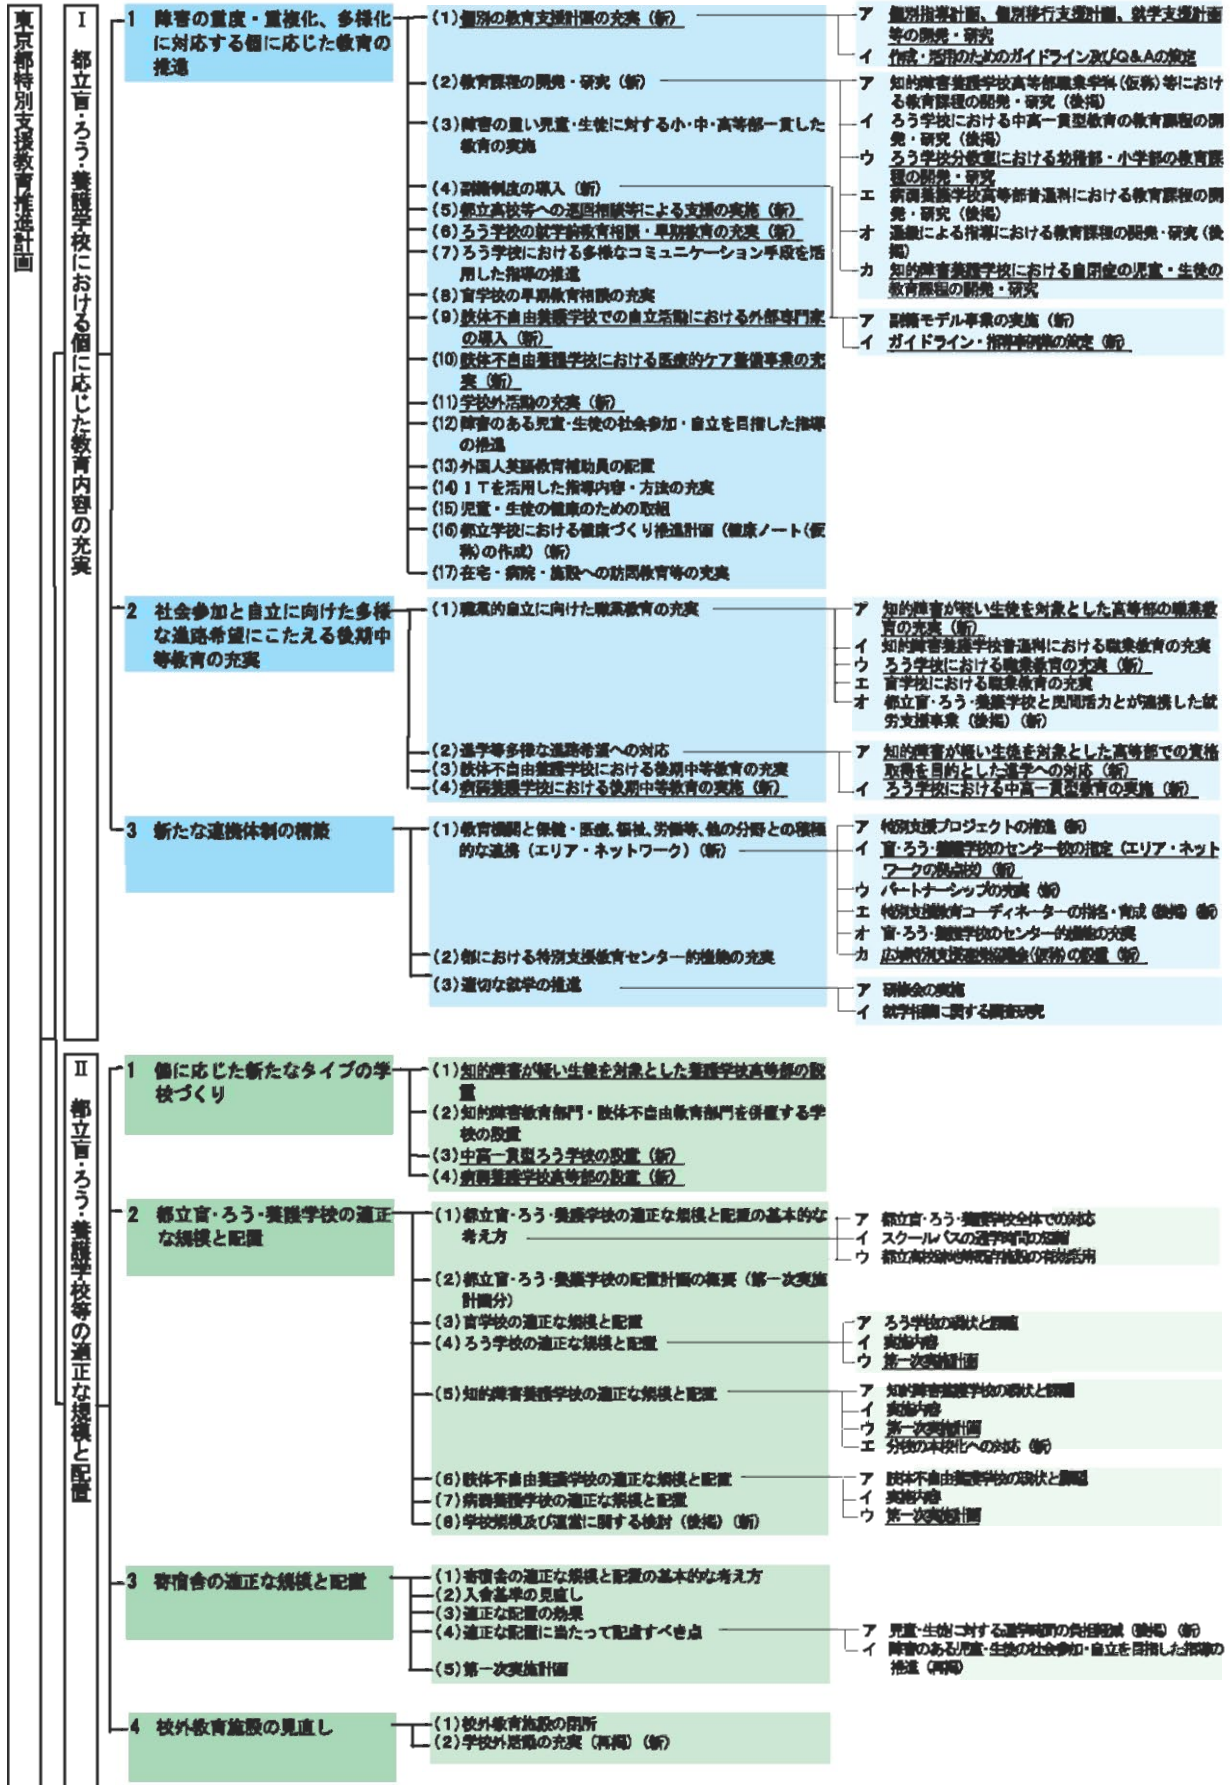 東京都特別支援教育推進計画
Ⅰ 都立盲・ろう・養護学校における個に応じた教育内容の充実
1 障害の重度・重複化、多様化
に対応する個に応じた教育の
推進
(1)個別の教育支援計画の充実(新)
ア 個別指導計画、個別移行支援計画、就学支援計画
等の開発・研究
イ 作成・活用のためのガイドライン及びQ&Aの策定
(2)教育課程の開発・研究(新)
ア 知的障害養護学校高等部職業学科(仮称)等におけ
る教育課程の開発・研究(後掲)
イ ろう学校における中高一貫型教育の教育課程の開
発・研究(後掲)
ウ ろう学校分教室における幼稚部・小学部の教育課
程の開発・研究
エ 病弱養護学校高等部普通科における教育課程の開
発・研究(後掲)
オ 通級による指導における教育課程の開発・研究(後
掲)
カ 知的障害養護学校における自閉症の児童・生徒の
教育課程の開発・研究
(3)障害の重い児童・生徒に対する小・中・高等部一貫した
教育の実施
(4)副籍制度の導入(新)
ア 副籍モデル事業の実施(新)
イ ガイドライン・指導事例集の策定(新)
(5)都立高校等への巡回相談等による支援の実施(新)
(6)ろう学校の就学前教育相談・早期教育の充実(新)
(7)ろう学校における多様なコミュニケーション手段を活
用した指導の推進
(8)盲学校の早期教育相談の充実
(9)肢体不自由養護学校での自立活動における外部専門家
の導入(新)
(10)肢体不自由養護学校における医療的ケア整備事業の充
実(新)
(11)学校外活動の充実(新)
(12)障害のある児童・生徒の社会参加・自立を目指した指導
の推進
(13)外国人英語教育補助員の配置
(14)ITを活用した指導内容・方法の充実
(15)児童・生徒の健康のための取組
(16)都立学校における健康づくり推進計画(健康ノート(仮
称)の作成)(新)
(17)在宅・病院・施設への訪問教育等の充実
2 社会参加と自立に向けた多様
な進路希望にこたえる後期中
等教育の充実
(1)職業的自立に向けた職業教育の充実
ア 知的障害が軽い生徒を対象とした高等部の職業教
育の充実(新)
イ 知的障害養護学校普通科における職業教育の充実
ウ ろう学校における職業教育の充実(新)
エ 盲学校における職業教育の充実
オ 都立盲・ろう・養護学校と民間活力とが連携した就
労支援事業(後掲)(新)
(2)進学等多様な進路希望への対応
ア 知的障害が軽い生徒を対象とした高等部での資格
取得を目的とした進学への対応(新)
イ ろう学校における中高一貫型教育の実施(新)
(3)肢体不自由養護学校における後期中等教育の充実
(4)病弱養護学校における後期中等教育の実施(新)
3 新たな連携体制の構築
(1)教育機関と保健・医療、福祉、労働等、他の分野との積極
的な連携(エリア・ネットワーク)(新)
ア 特別支援プロジェクトの推進(新)
イ 盲・ろう・養護学校のセンター校の指定(エリア・ネット
ワークの拠点校)(新)
ウ パートナーシップの充実(新)
エ 特別支援教育コーディネーターの指名・育成(後掲)(新)
オ 盲・ろう・養護学校のセンター的機能の充実
カ 広域特別支援連携協議会(仮称)の設置(新)
(2)都における特別支援教育センター的機能の充実
(3)適切な就学の推進
ア 研修会の実施
イ 就学相談に関する調査研究
Ⅱ 都立盲・ろう・養護学校等の適正な規模と配置
1 個に応じた新たなタイプの学
校づくり
(1)知的障害が軽い生徒を対象とした養護学校高等部の設
置
(2)知的障害教育部門・肢体不自由教育部門を併置する学
校の設置
(3)中高一貫型ろう学校の設置(新)
(4)病弱養護学校高等部の設置(新)
2 都立盲・ろう・養護学校の適正
な規模と配置
(1)都立盲・ろう・養護学校の適正な規模と配置の基本的な
考え方
ア 都立盲・ろう・養護学校全体での対応
イ スクールバスの通学時間の短縮
ウ 都立高校跡地等既存施設の有効活用
(2)都立盲・ろう・養護学校の配置計画の概要(第一次実施
計画分)
(3)盲学校の適正な規模と配置
(4)ろう学校の適正な規模と配置
ア ろう学校の現状と課題
イ 実施内容
ウ 第一次実施計画
(5)知的障害養護学校の適正な規模と配置
ア 知的障害養護学校の現状と課題
イ 実施内容
ウ 第一次実施計画
エ 分校の本校化への対応(新)
(6)肢体不自由養護学校の適正な規模と配置
ア 肢体不自由養護学校の現状と課題
イ 実施内容
ウ 第一次実施計画
(7)病弱養護学校の適正な規模と配置
(8)学校規模及び運営に関する検討(後掲)(新)
3 寄宿舎の適正な規模と配置
(1)寄宿舎の適正な規模と配置の基本的な考え方
(2)入舎基準の見直し
(3)適正な配置の効果
(4)適正な配置に当たって配慮すべき点
ア 児童・生徒に対する通学時間の負担軽減(後掲)(新)
イ 障害のある児童・生徒の社会参加・自立を目指した指導の
推進(再掲)
(5)第一次実施計画
4 校外教育施設の見直し
(1)校外教育施設の閉所
(2)学校外活動の充実(再掲)(新)